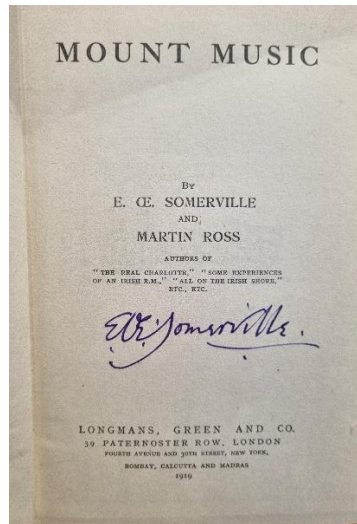 MOUNT MUSIC
BY
E. Œ. SOMERVILLE
AND
MARTIN ROSS
AUTHORS OF
"THE REAL CHARLOTTE," "SOME EXPERIENCES
OF AN IRISH R.M.," "ALL ON THE IRISH SHORE,"
ETC., ETC.
E Œ Somerville.
LONGMANS, GREEN AND CO.
39 PATERNOSTER ROW, LONDON
FOURTH AVENUE AND 30TH STREET, NEW YORK,
BOMBAY, CALCUTTA AND MADRAS
1919